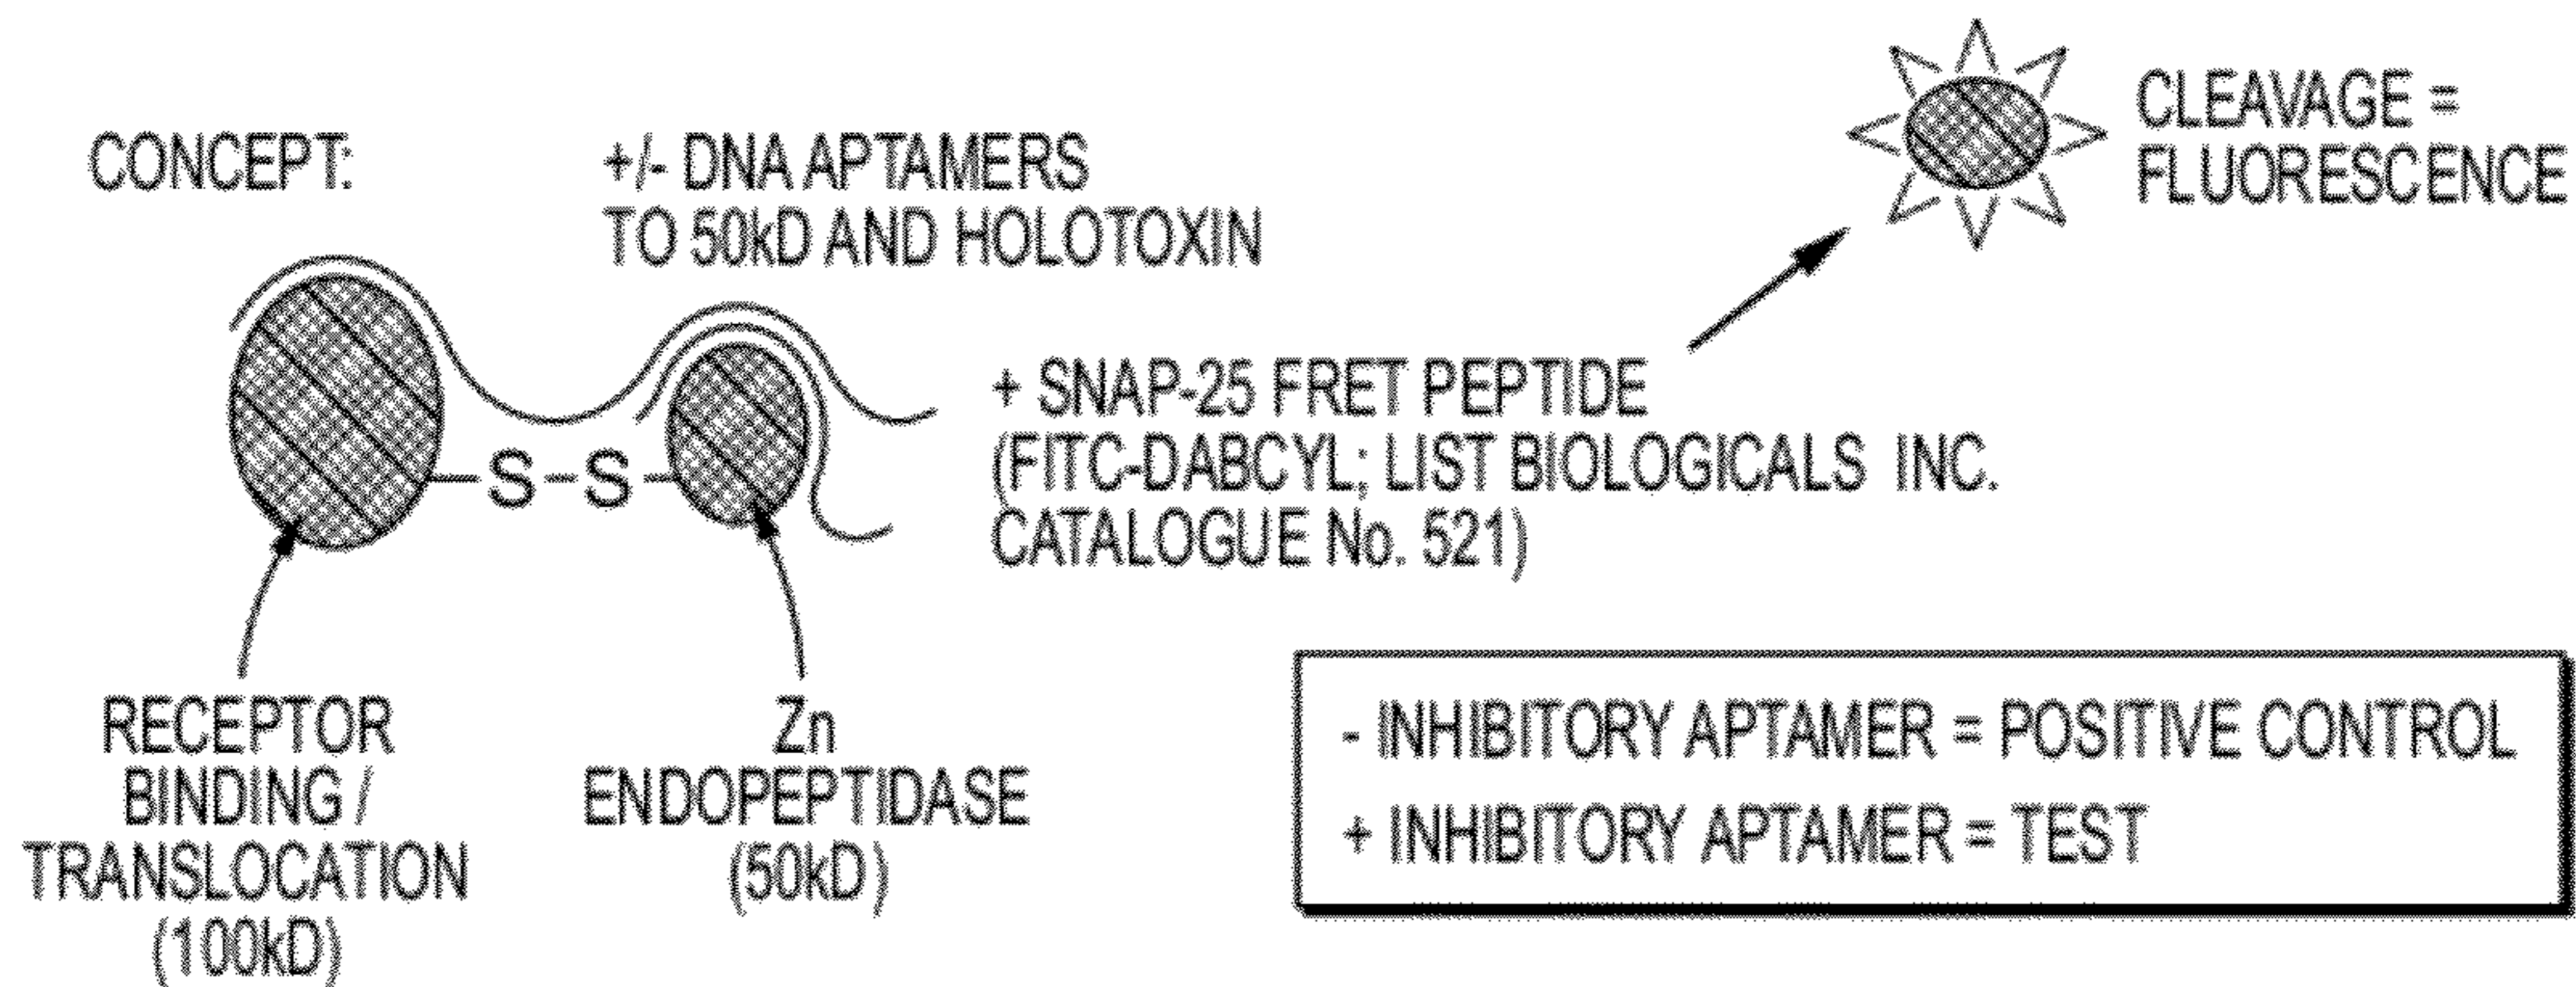 CONCEPT:
+/- DNA APTAMERS
TO 50kD AND HOLOTOXIN
CLEAVAGE =
FLUORESCENCE
+ SNAP-25 FRET PEPTIDE
(FITC-DABCYL; LIST BIOLOGICALS INC.
CATALOGUE No. 521)
-S-S-
RECEPTOR
BINDING /
TRANSLOCATION
(100kD)
Zn
ENDOPEPTIDASE
(50kD)
- INHIBITORY APTAMER = POSITIVE CONTROL
+ INHIBITORY APTAMER = TEST